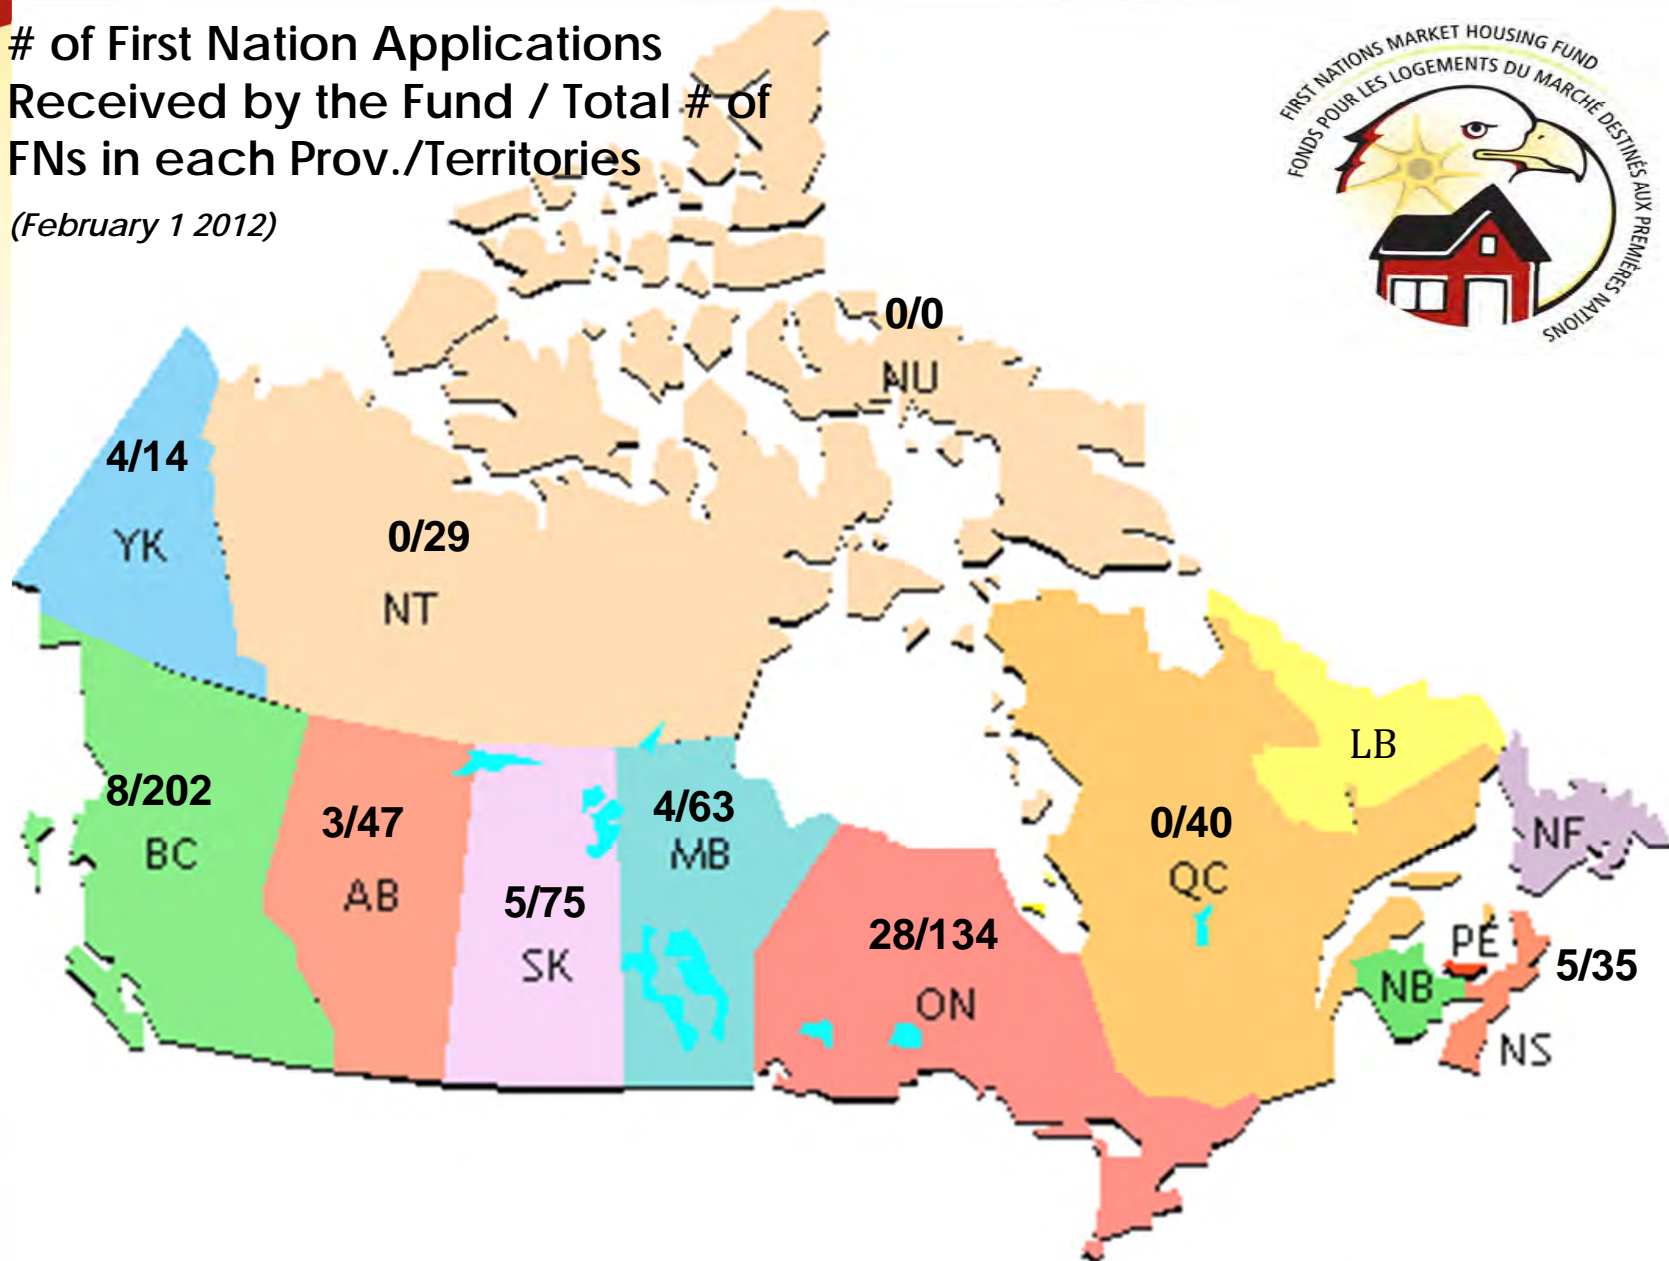 # of First Nation Applications
Received by the Fund / Total # of
FNs in each Prov./Territories
(February 1 2012)
FIRST NATIONS MARKET HOUSING FUND
FONDS POUR LES LOGEMENTS DU MARCHÉ DESTINÉS AUX PREMIÈRES NATIONS
0/0
NU
4/14
YK
0/29
NT
8/202
BC
3/47
AB
5/75
SK
4/63
MB
28/134
ON
0/40
QC
LB
NF
PE
NB
5/35
NS